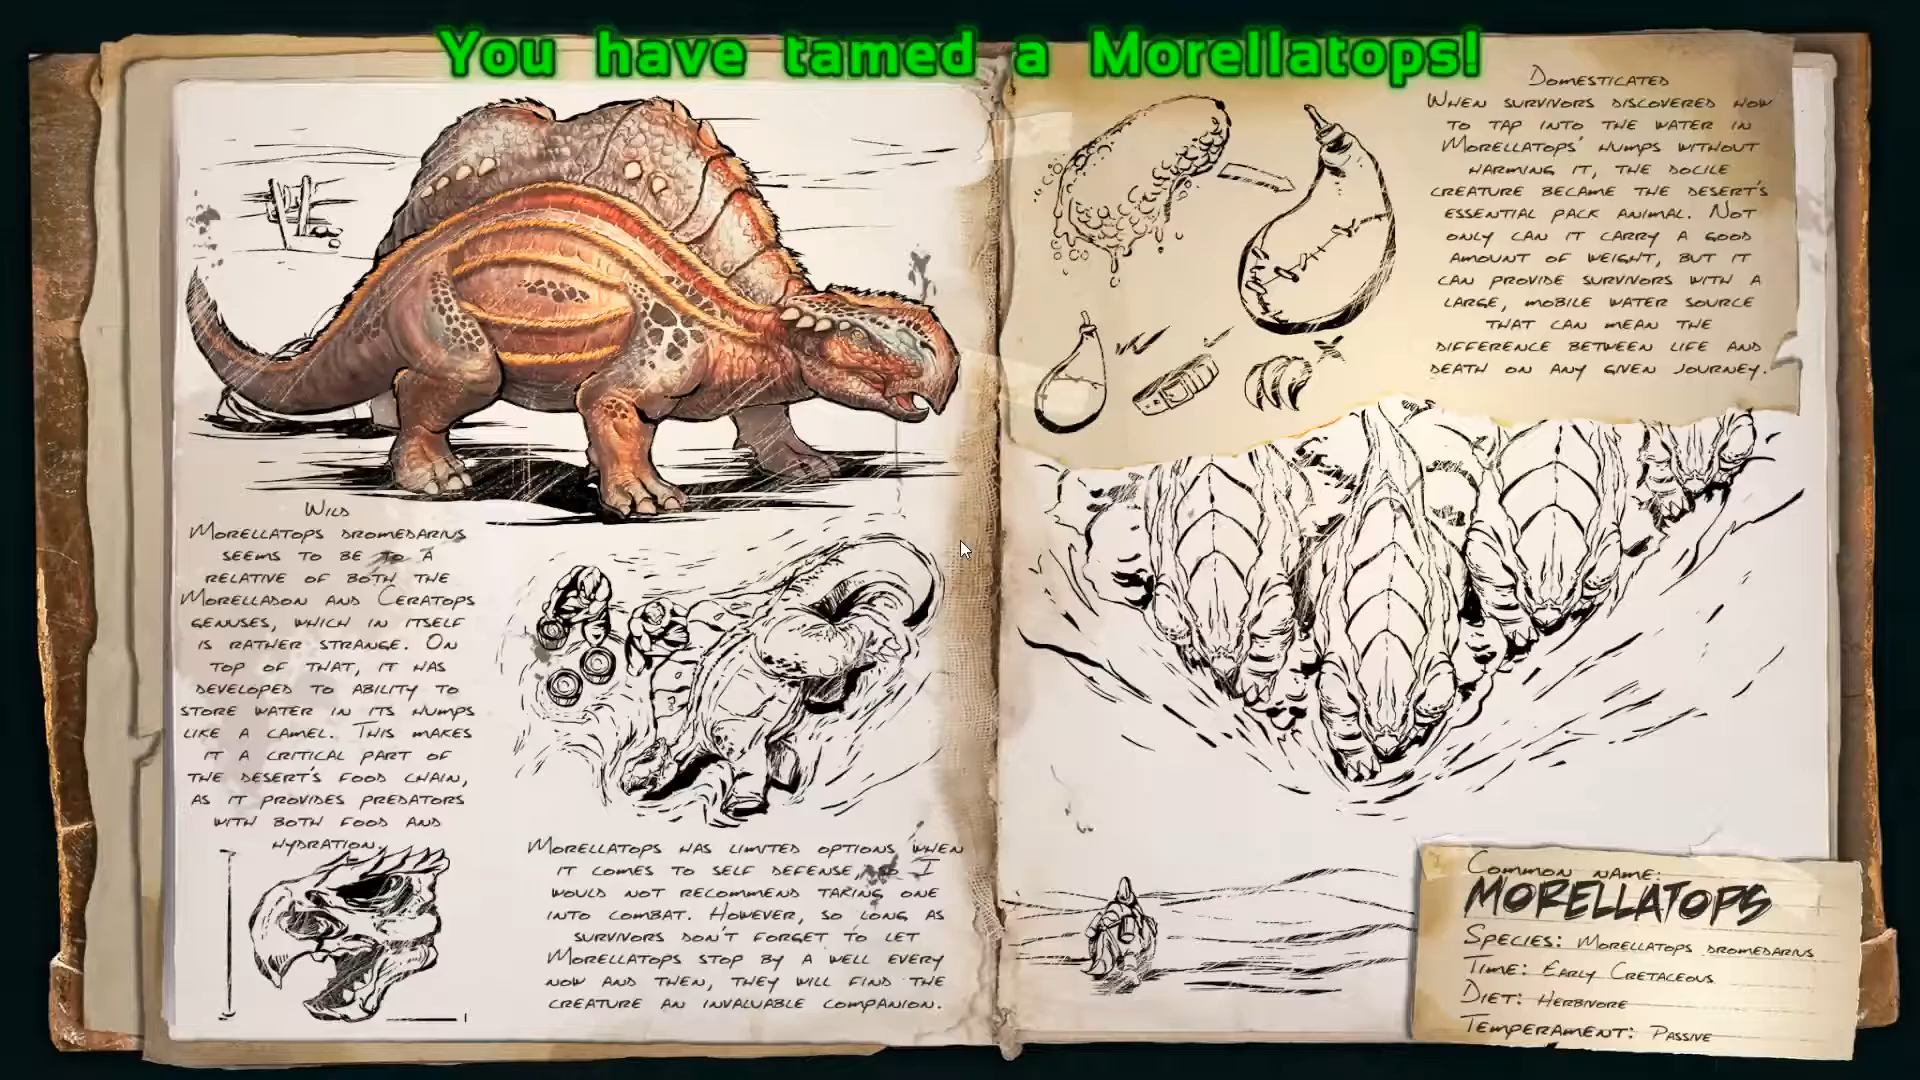 You have tamed a Morellatops!
Wild
Morellatops dromedarius
seems to be to a
relative of both the
Morelladon and Ceratops
genuses, which in itself
is rather strange. On
top of that, it has
developed to ability to
store water in its humps
like a camel. This makes
it a critical part of
the desert's food chain,
as it provides predators
with both food and
hydration.
Morellatops has limited options when
it comes to self defense, so I
would not recommend taking one
into combat. However, so long as
survivors don't forget to let
Morellatops stop by a well every
now and then, they will find the
creature an invaluable companion.
Domesticated
When survivors discovered how
to tap into the water in
Morellatops' humps without
harming it, the docile
creature became the desert's
essential pack animal. Not
only can it carry a good
amount of weight, but it
can provide survivors with a
large, mobile water source
that can mean the
difference between life and
death on any given journey.
Common name:
MORELLATOPS
Species: Morellatops dromedarius
Time: Early Cretaceous
Diet: Herbivore
Temperament: Passive